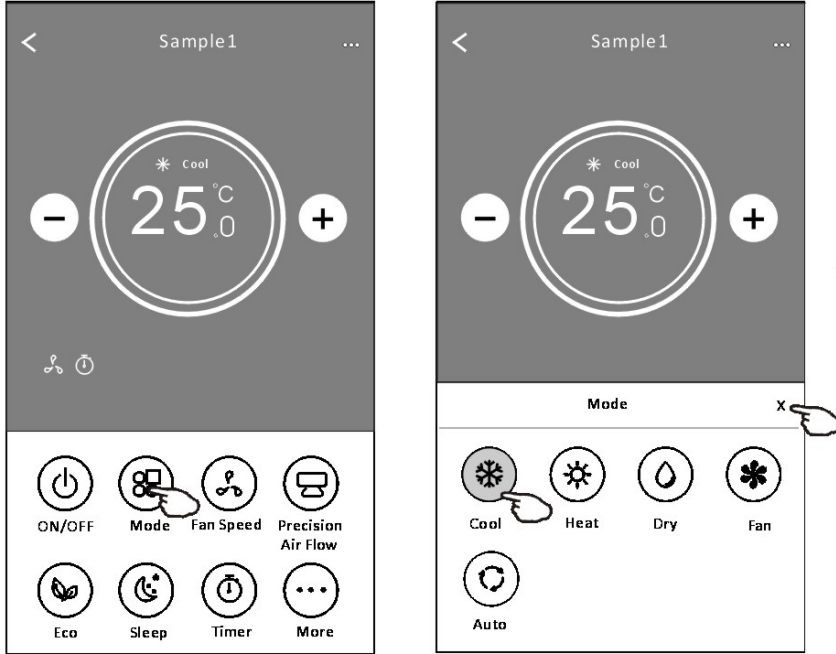 Sample1
...
Cool
25.0°C
ON/OFF
Mode
Fan Speed
Precision
Air Flow
Eco
Sleep
Timer
More
Sample1
...
Cool
25.0°C
Mode
X
Cool
Heat
Dry
Fan
Auto